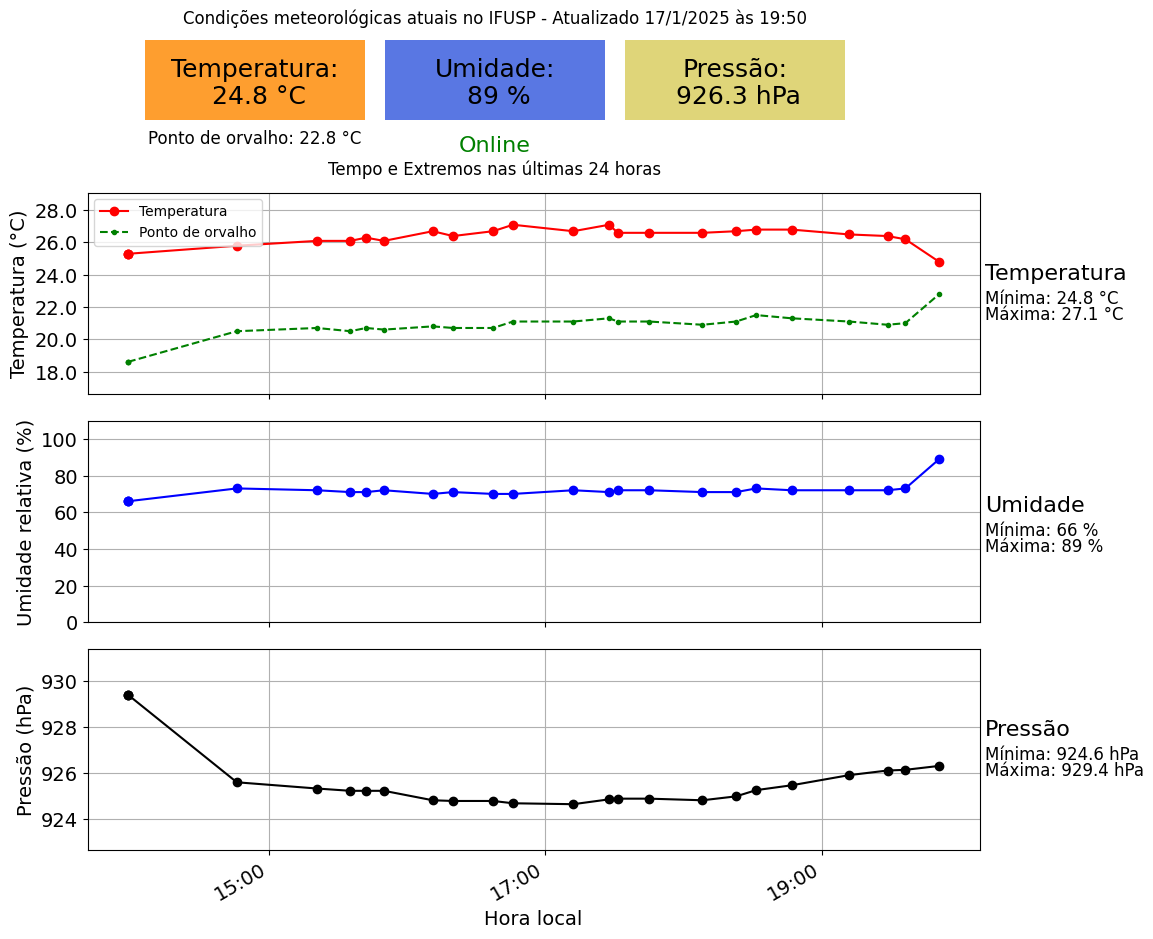 Condições meteorológicas atuais no IFUSP - Atualizado 17/1/2025 às 19:50
Temperatura:
24.8 °C
Umidade:
89 %
Pressão:
926.3 hPa
Ponto de orvalho: 22.8 °C
Online
Tempo e Extremos nas últimas 24 horas
Temperatura (°C)
28.0
26.0
24.0
22.0
20.0
18.0
Temperatura
Ponto de orvalho
Temperatura
Mínima: 24.8 °C
Máxima: 27.1 °C
Umidade relativa (%)
100
80
60
40
20
0
Umidade
Mínima: 66 %
Máxima: 89 %
Pressão (hPa)
930
928
926
924
Pressão
Mínima: 924.6 hPa
Máxima: 929.4 hPa
15:00
17:00
19:00
Hora local